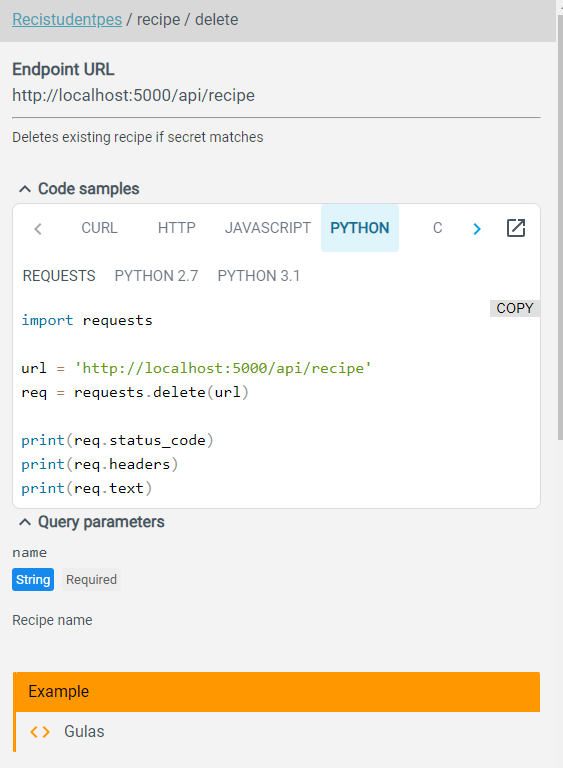 Recistudentpes / recipe / delete
Endpoint URL
http://localhost:5000/api/recipe
Deletes existing recipe if secret matches
Code samples
CURL HTTP JAVASCRIPT PYTHON C
REQUESTS PYTHON 2.7 PYTHON 3.1
COPY
import requests
url = 'http://localhost:5000/api/recipe'
req = requests.delete(url)
print(req.status_code)
print(req.headers)
print(req.text)
Query parameters
name
String Required
Recipe name
Example
Gulas